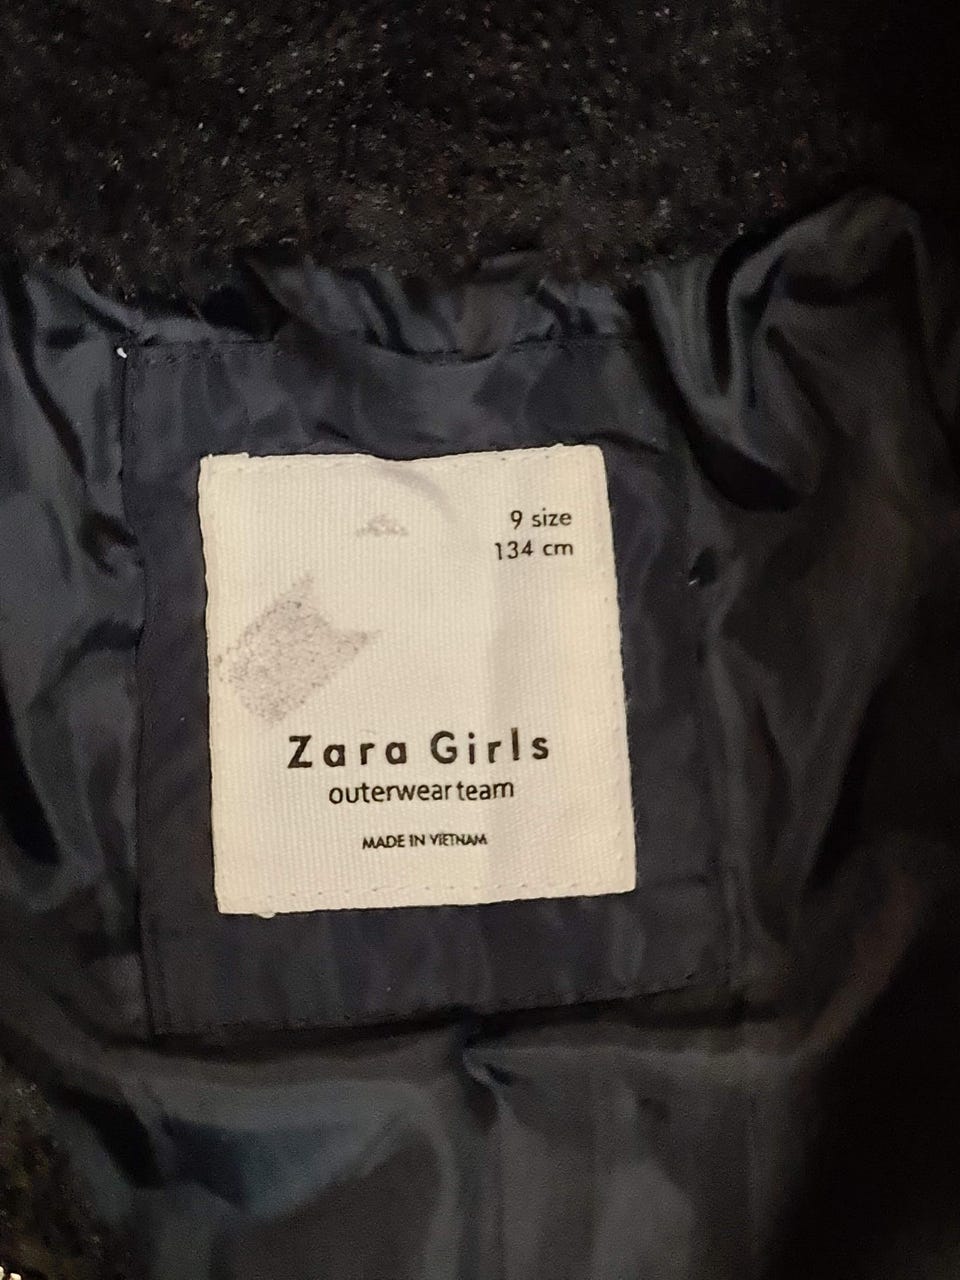 9 size
134 cm
Zara Girls
outerwear team
MADE IN VIETNAM